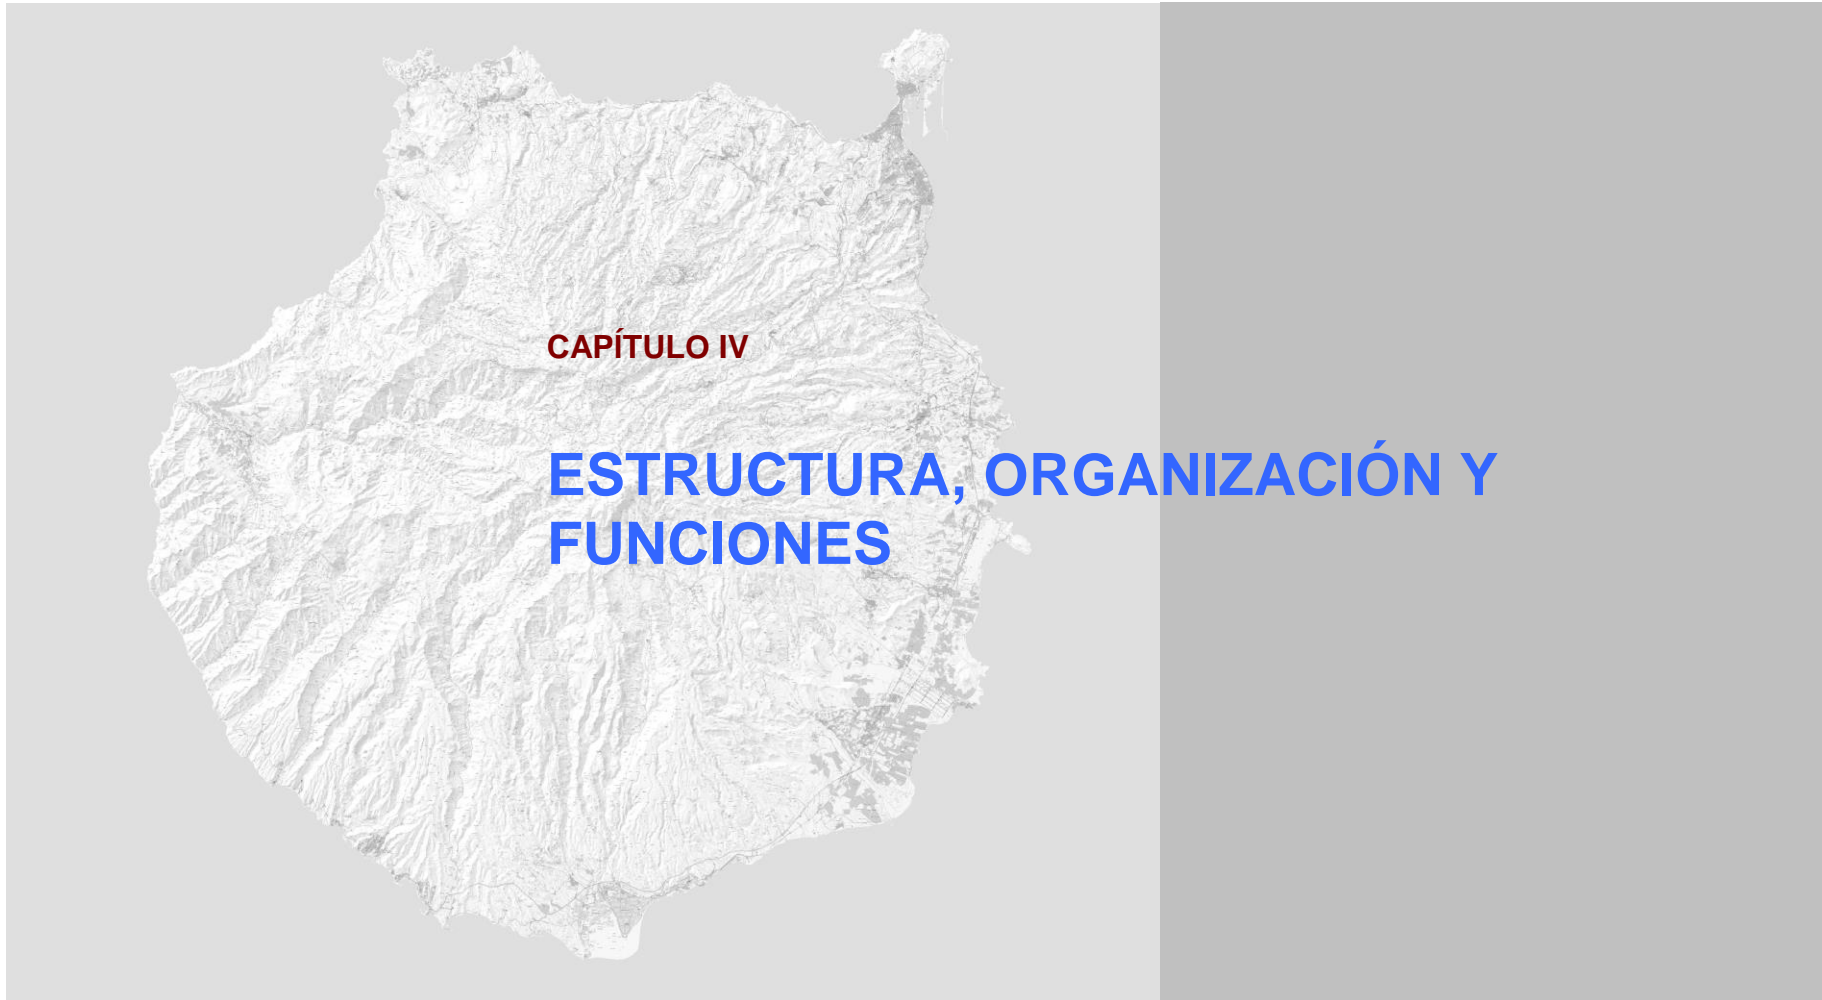 CAPÍTULO IV
ESTRUCTURA, ORGANIZACIÓN Y
FUNCIONES